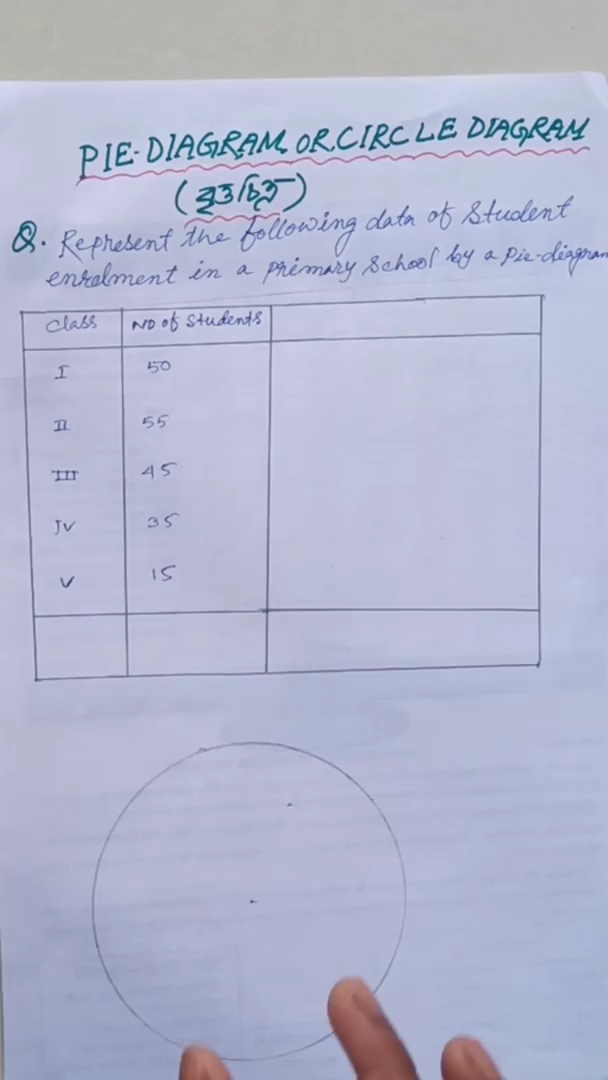 PIE-DIAGRAM OR CIRCLE DIAGRAM
Q. Represent the following data of Student
enrolment in a primary School by a Pie-diagram
Class No of Students
I 50
II 55
III 45
IV 35
V 15